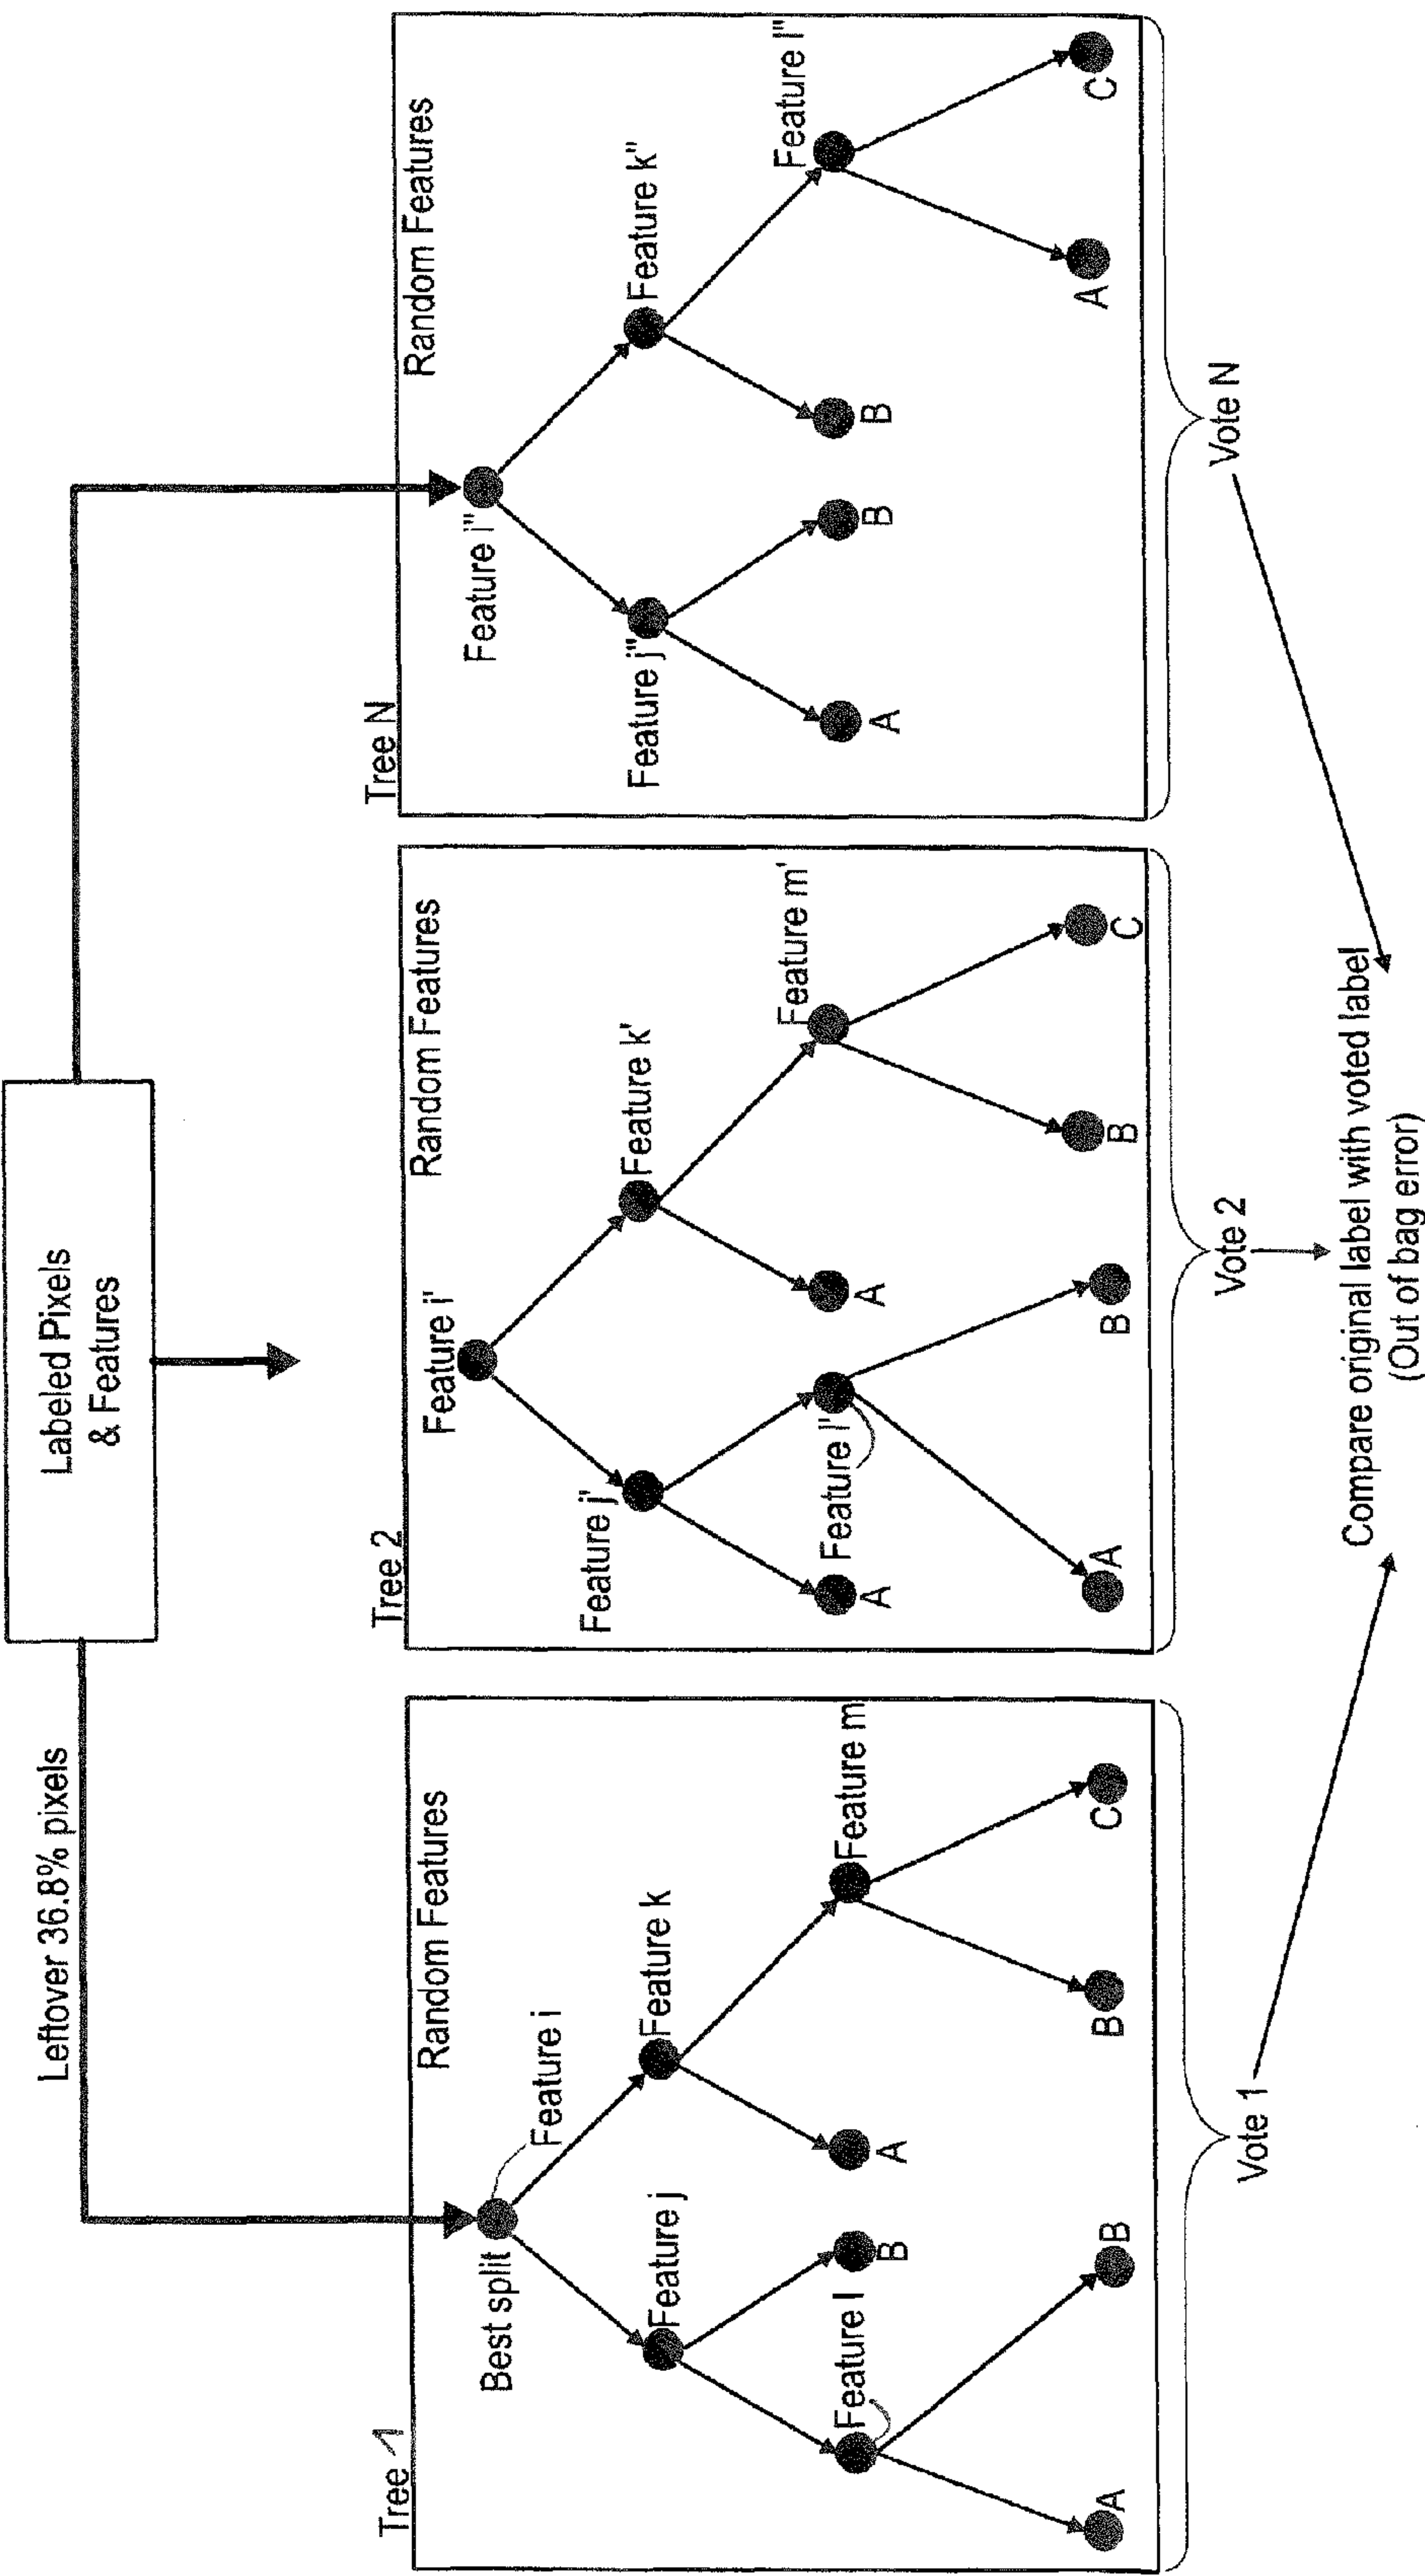 Labeled Pixels
& Features
Leftover 36.8% pixels
Tree 1
Random Features
Best split
Feature i
Feature j
Feature k
Feature l
B
A
Feature m
A
B
B
C
Vote 1
Tree 2
Random Features
Feature i'
Feature j'
Feature k'
A
Feature l'
A
Feature m'
A
B
B
C
Vote 2
Tree N
Random Features
Feature i"
Feature j"
Feature k"
A
B
B
Feature l"
A
C
Vote N
Compare original label with voted label
(Out of bag error)